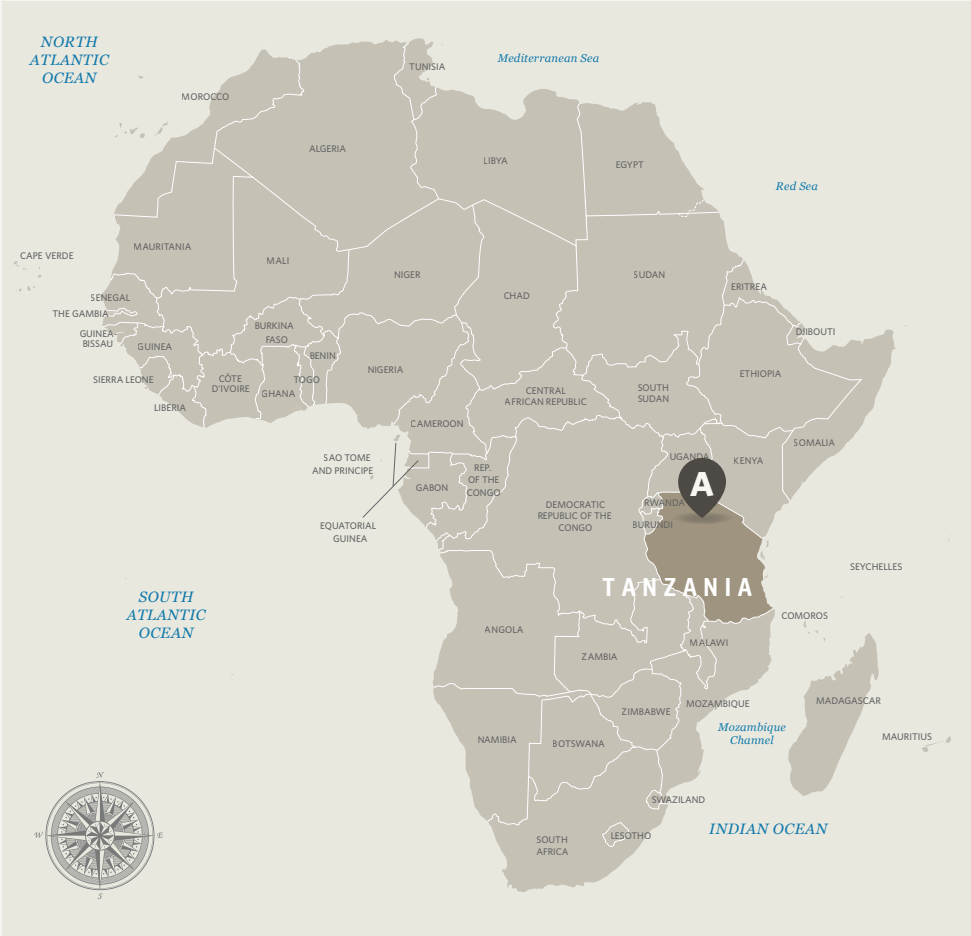 NORTH
ATLANTIC
OCEAN
Mediterranean Sea
TUNISIA
MOROCCO
ALGERIA
LIBYA
EGYPT
Red Sea
CAPE VERDE
MAURITANIA
MALI
NIGER
CHAD
SUDAN
ERITREA
SENEGAL
THE GAMBIA
GUINEA-
BISSAU
GUINEA
BURKINA
FASO
BENIN
DJIBOUTI
SIERRA LEONE
CÔTE
D'IVOIRE
GHANA
TOGO
NIGERIA
CENTRAL
AFRICAN REPUBLIC
SOUTH
SUDAN
ETHIOPIA
LIBERIA
CAMEROON
SOMALIA
SAO TOME
AND PRINCIPE
UGANDA
KENYA
REP.
OF THE
CONGO
GABON
A
RWANDA
EQUATORIAL
GUINEA
DEMOCRATIC
REPUBLIC OF THE
CONGO
BURUNDI
SEYCHELLES
TANZANIA
SOUTH
ATLANTIC
OCEAN
COMOROS
ANGOLA
MALAWI
ZAMBIA
MADAGASCAR
ZIMBABWE
MOZAMBIQUE
Mozambique
Channel
MAURITIUS
NAMIBIA
BOTSWANA
SWAZILAND
INDIAN OCEAN
LESOTHO
SOUTH
AFRICA
N
W
E
S